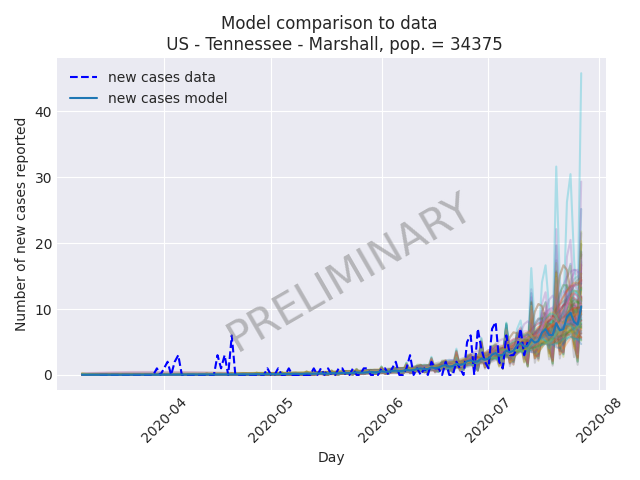 Model comparison to data
US - Tennessee - Marshall, pop. = 34375
new cases data
new cases model
PRELIMINARY
Number of new cases reported
40
30
20
10
0
2020-04
2020-05
2020-06
2020-07
2020-08
Day